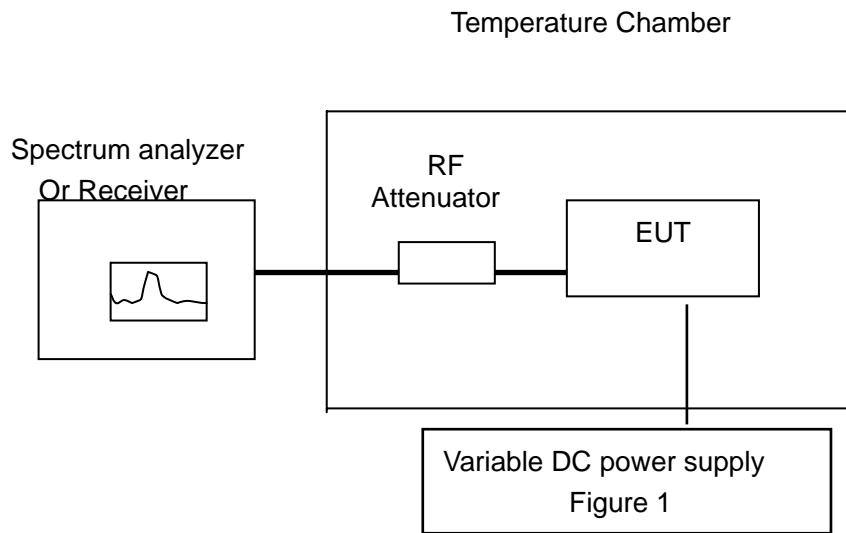 Temperature Chamber
Spectrum analyzer
Or Receiver
RF
Attenuator
EUT
Variable DC power supply
Figure 1